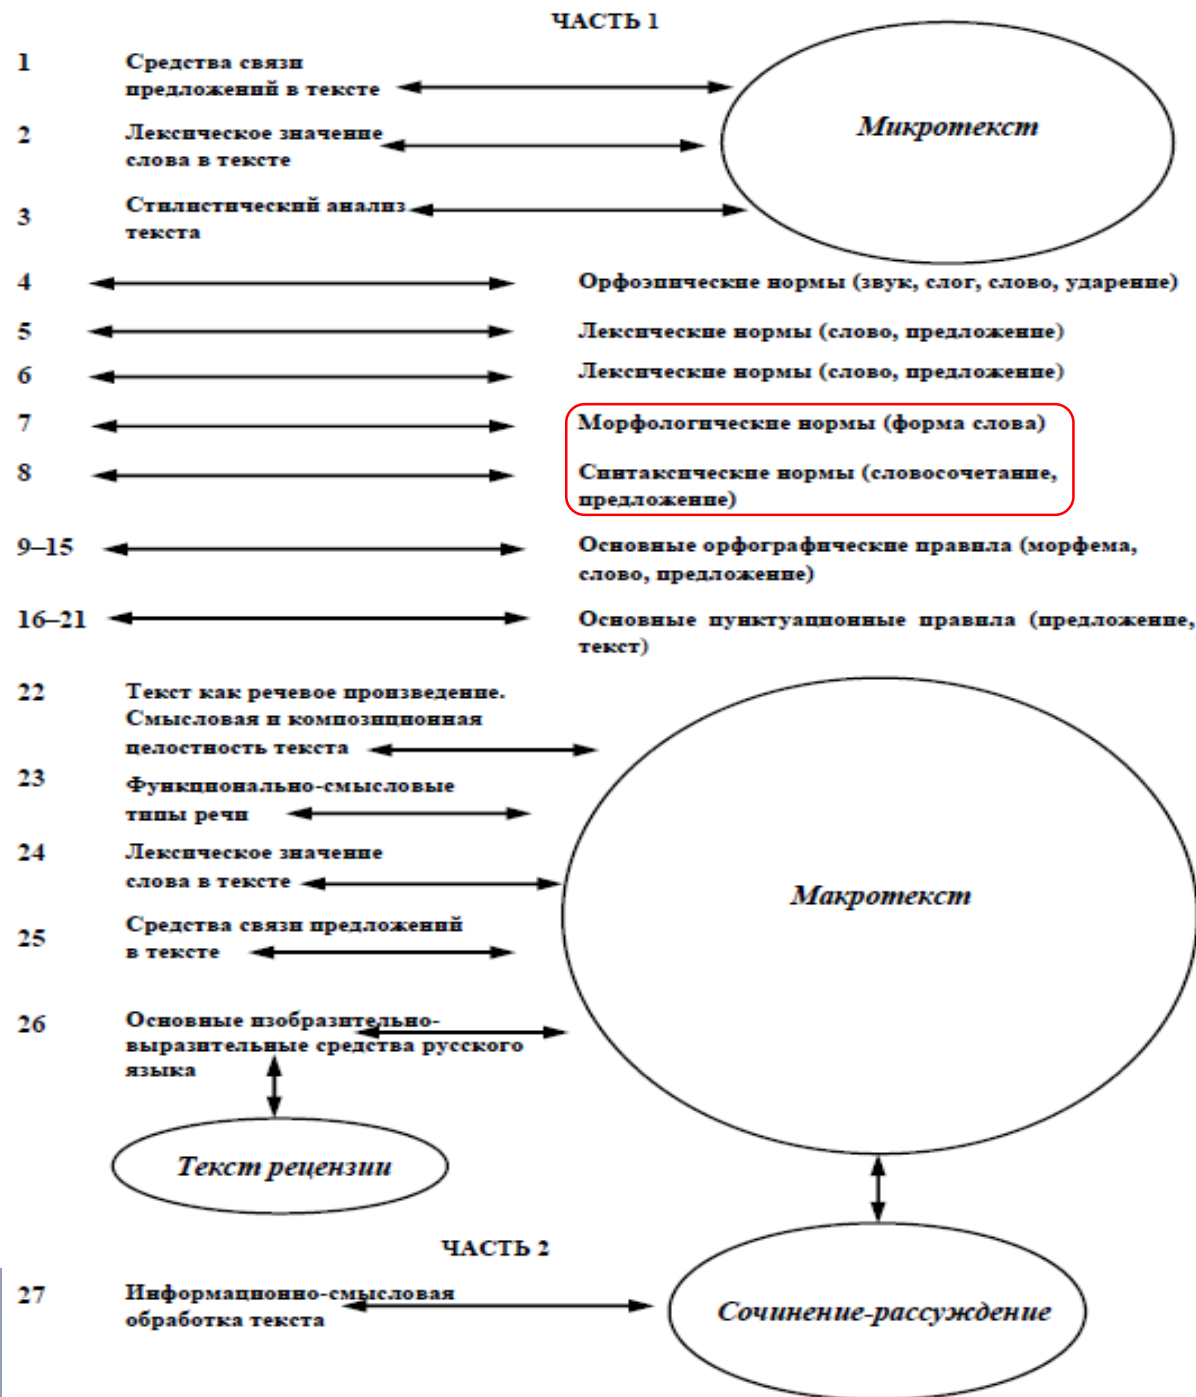 ЧАСТЬ 1
1
Средства связи
предложений в тексте
Микротекст
2
Лексическое значение
слова в тексте
3
Стилистический анализ
текста
4
Орфоэпические нормы (звук, слог, слово, ударение)
5
Лексические нормы (слово, предложение)
6
Лексические нормы (слово, предложение)
7
Морфологические нормы (форма слова)
8
Синтаксические нормы (словосочетание,
предложение)
9–15
Основные орфографические правила (морфема,
слово, предложение)
16–21
Основные пунктуационные правила (предложение,
текст)
22
Текст как речевое произведение.
Смысловая и композиционная
целостность текста
23
Функционально-смысловые
типы речи
24
Лексическое значение
слова в тексте
Макротекст
25
Средства связи предложений
в тексте
26
Основные изобразительно-
выразительные средства русского
языка
Текст рецензии
ЧАСТЬ 2
27
Информационно-смысловая
обработка текста
Сочинение-рассуждение